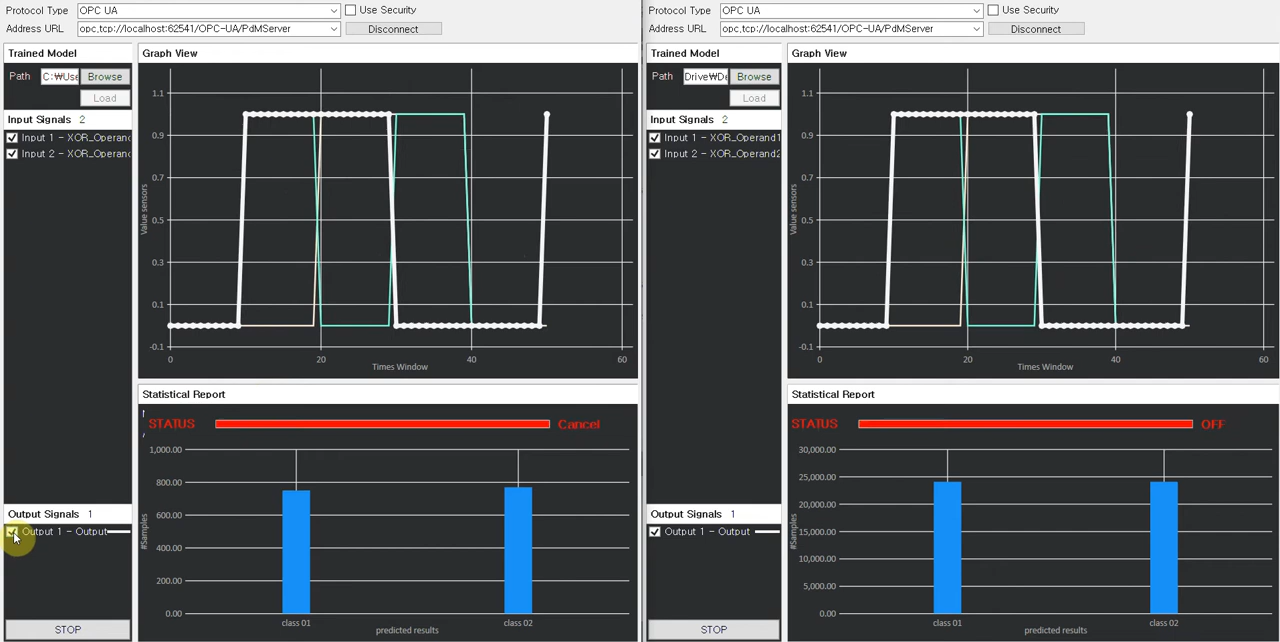 Protocol Type OPC UA Use Security
Address URL opc,tcp://localhost:62541/OPC-UA/PdMServer Disconnect
Trained Model
Path C:₩Use Browse
Load
Input Signals 2
Input 1 - XOR_Operand
Input 2 - XOR_Operand
Output Signals 1
Output 1 - Output
STOP
Graph View
1.1
0.9
0.7
0.5
0.3
0.1
-0.1
Value sensors
0 20 40 60
Times Window
Statistical Report
STATUS Cancel
1,000.00
800.00
600.00
400.00
200.00
0.00
#Samples
class 01 class 02
predicted results
Protocol Type OPC UA Use Security
Address URL opc,tcp://localhost:62541/OPC-UA/PdMServer Disconnect
Trained Model
Path Drive₩De Browse
Load
Input Signals 2
Input 1 - XOR_Operand1
Input 2 - XOR_Operand2
Output Signals 1
Output 1 - Output
STOP
Graph View
1.1
0.9
0.7
0.5
0.3
0.1
-0.1
Value sensors
0 20 40 60
Times Window
Statistical Report
STATUS OFF
30,000.00
25,000.00
20,000.00
15,000.00
10,000.00
5,000.00
0.00
#Samples
class 01 class 02
predicted results